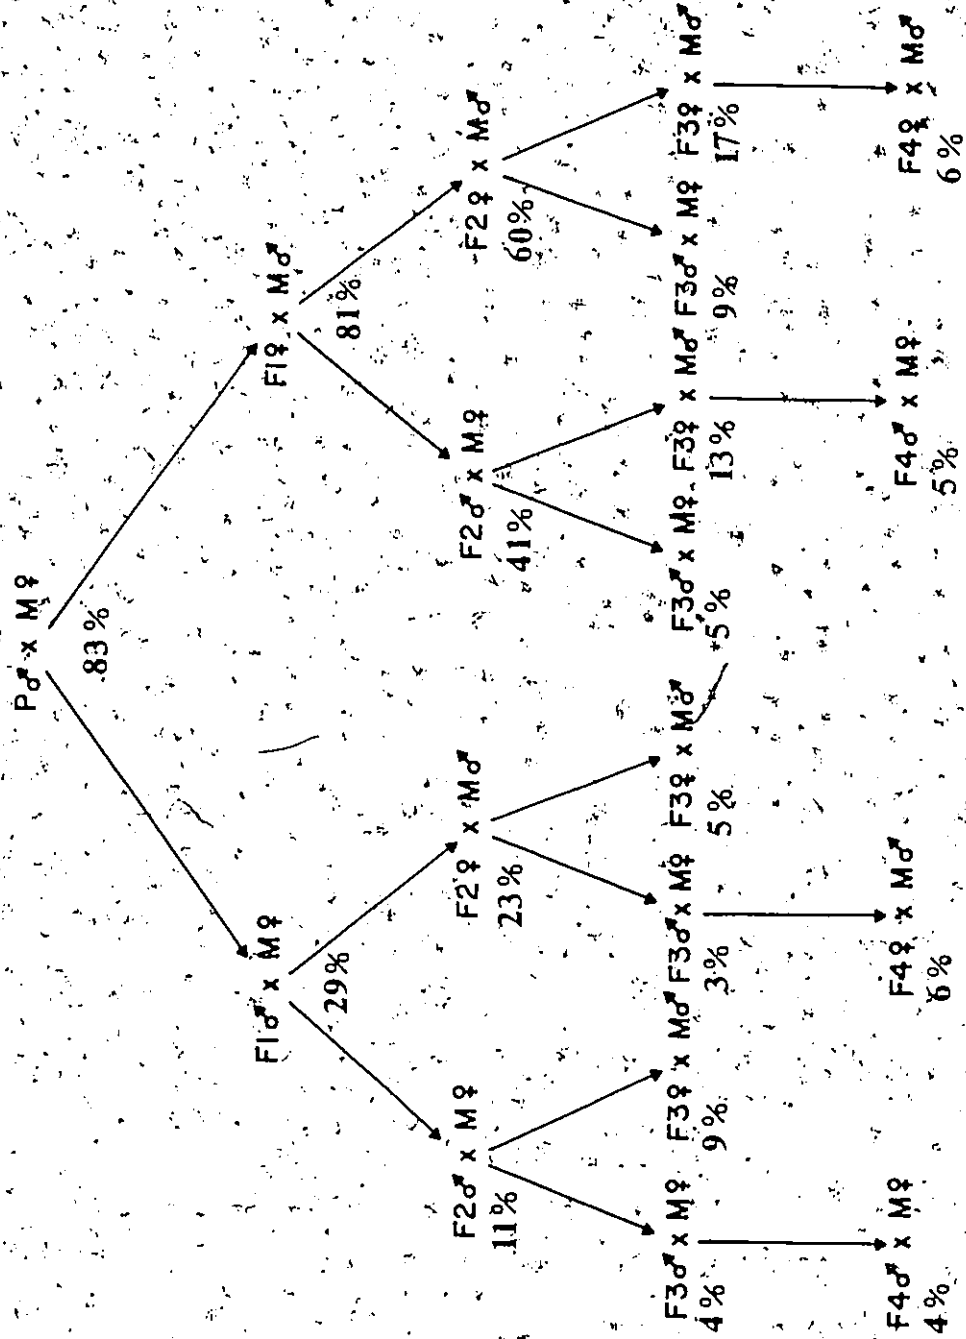 P♂ x M♀
83%
F1♂ x M♀ F1♀ x M♂
29% 81%
F2♂ x M♀ F2♀ x M♂ F2♂ x M♀ F2♀ x M♂
11% 23% 41% 60%
F3♂ x M♀ F3♀ x M♂ F3♂ x M♀ F3♀ x M♂ F3♂ x M♀ F3♀ x M♂ F3♂ x M♀ F3♀ x M♂
4% 9% 3% 5% 5% 13% 9% 17%
F4♂ x M♀ F4♀ x M♂ F4♂ x M♀ F4♀ x M♂
4% 6% 5% 6%